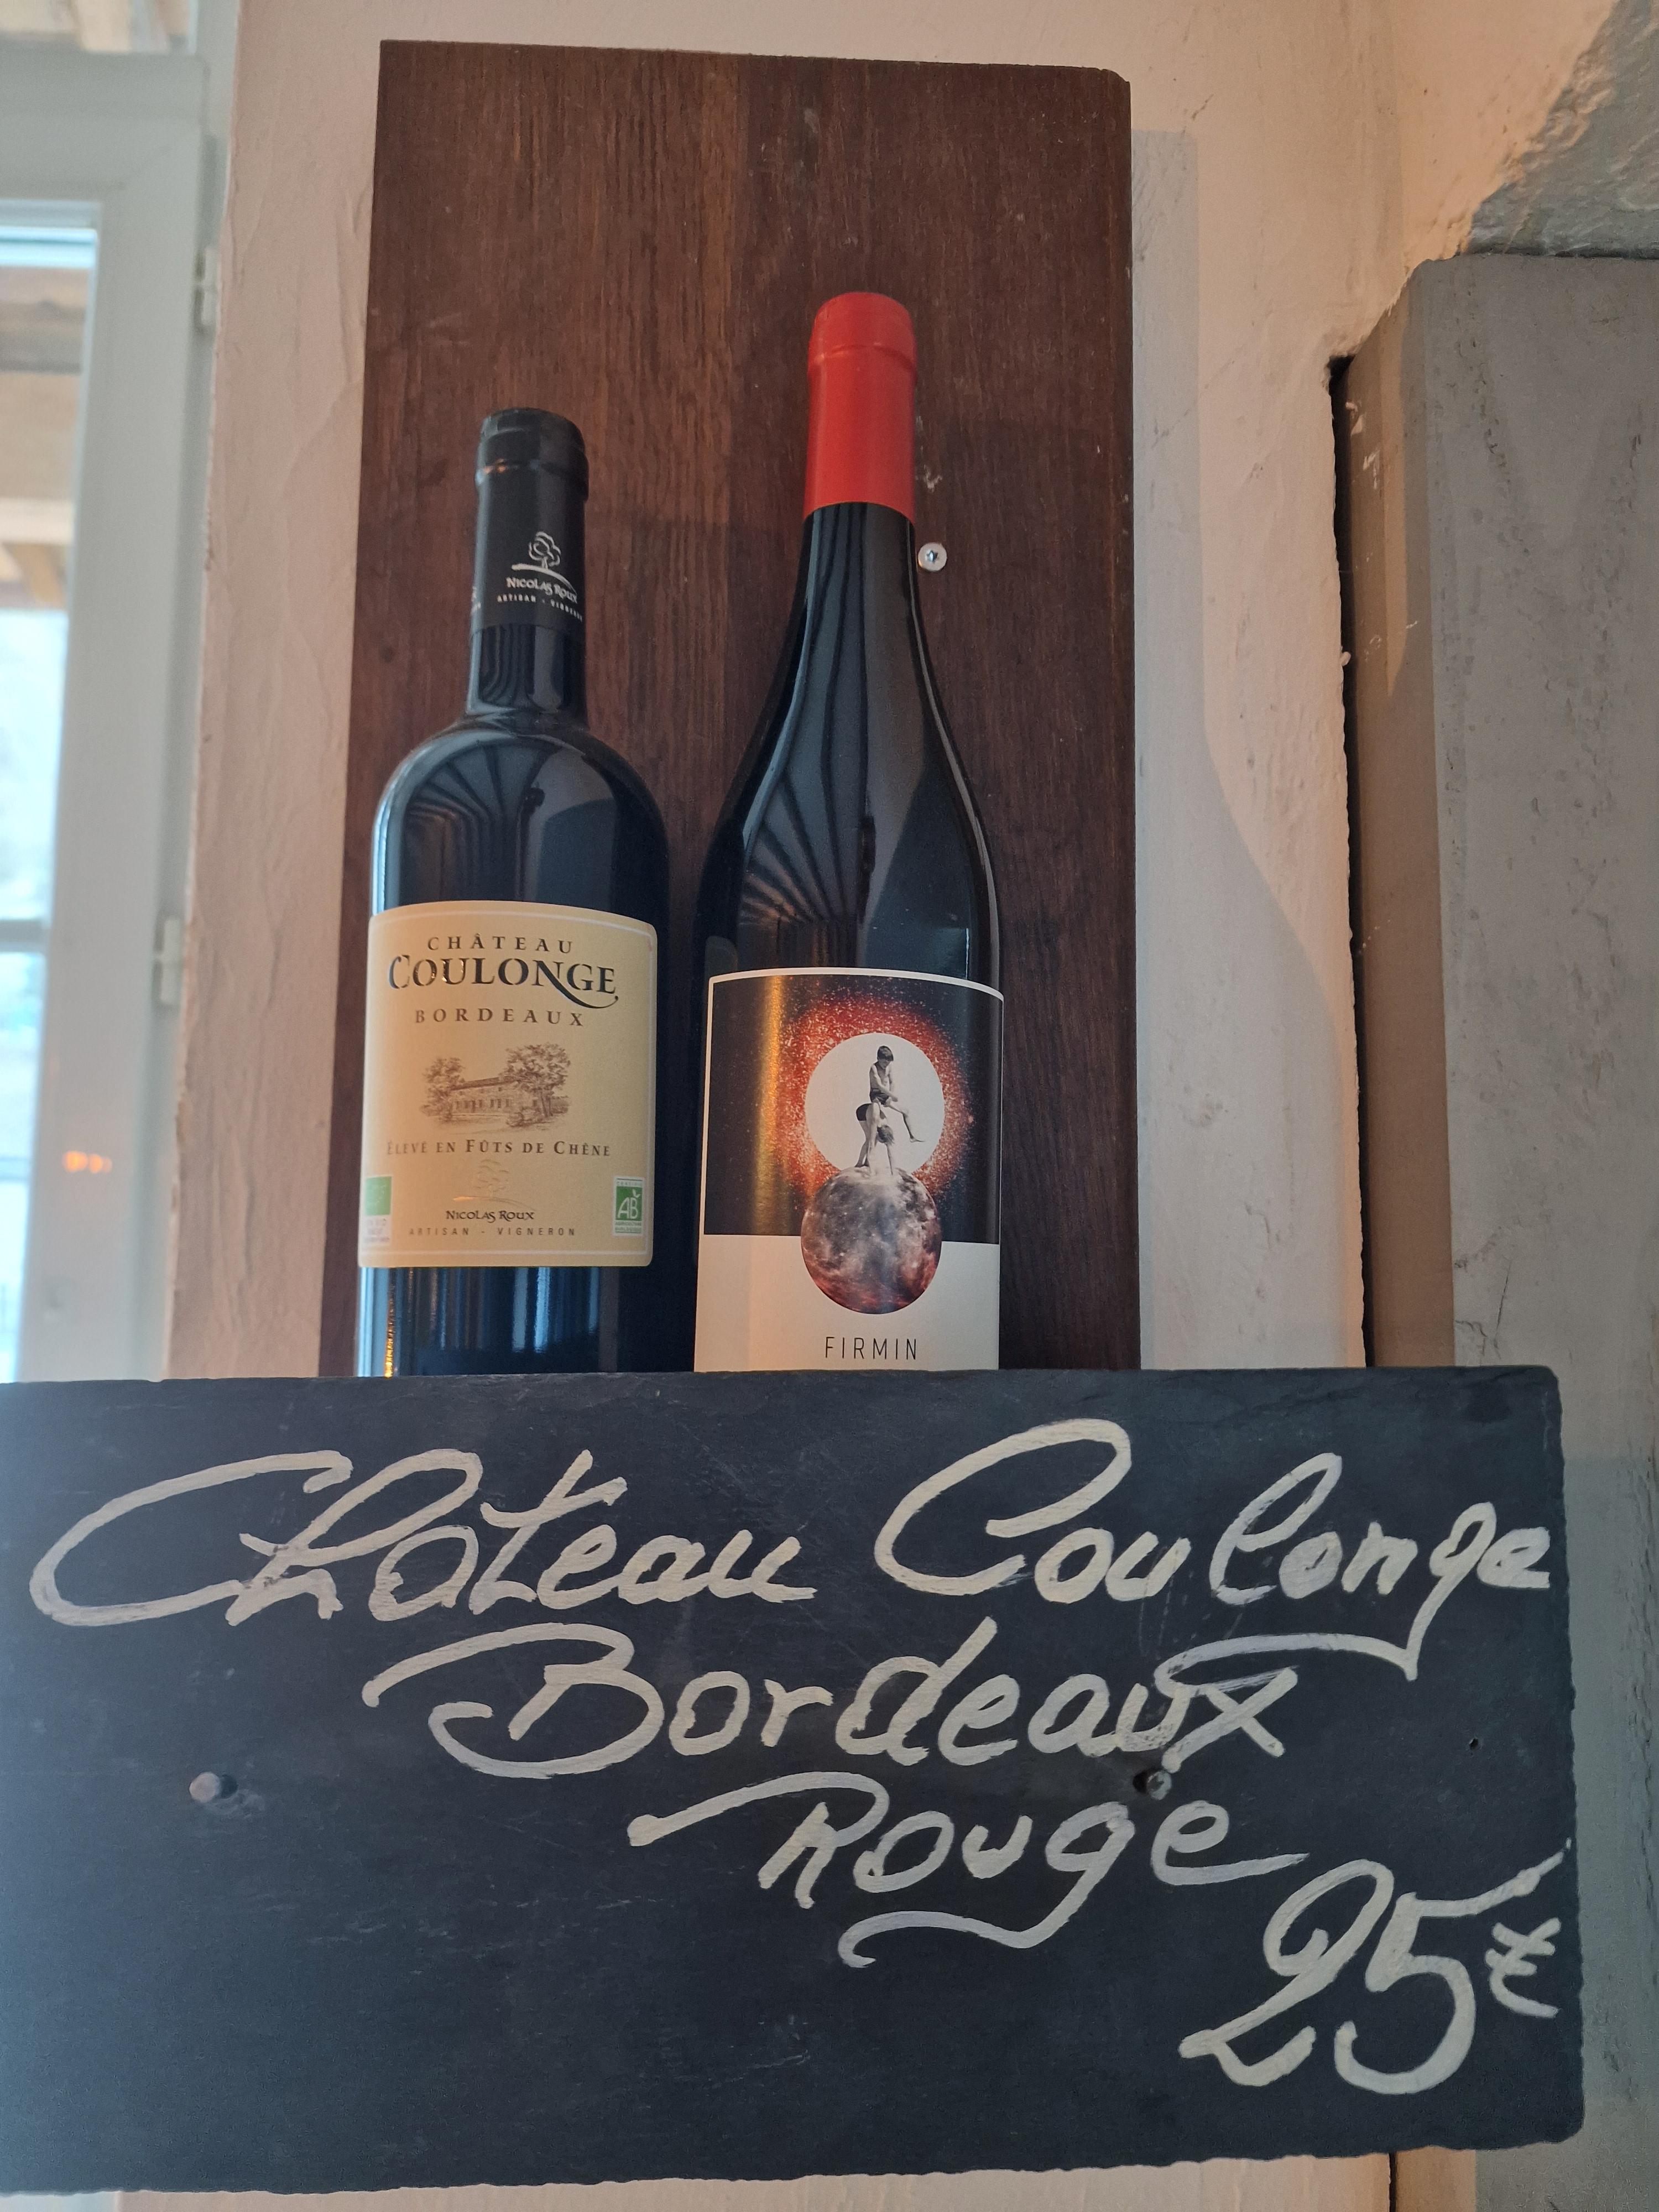 NICOLAS ROUX
ARTISAN - VIGNERON
CHÂTEAU
COULONGE
BORDEAUX
ÉLEVÉ EN FÛTS DE CHÊNE
NICOLAS ROUX
ARTISAN - VIGNERON
AB
FIRMIN
Château Coulonge
Bordeaux
Rouge
25€